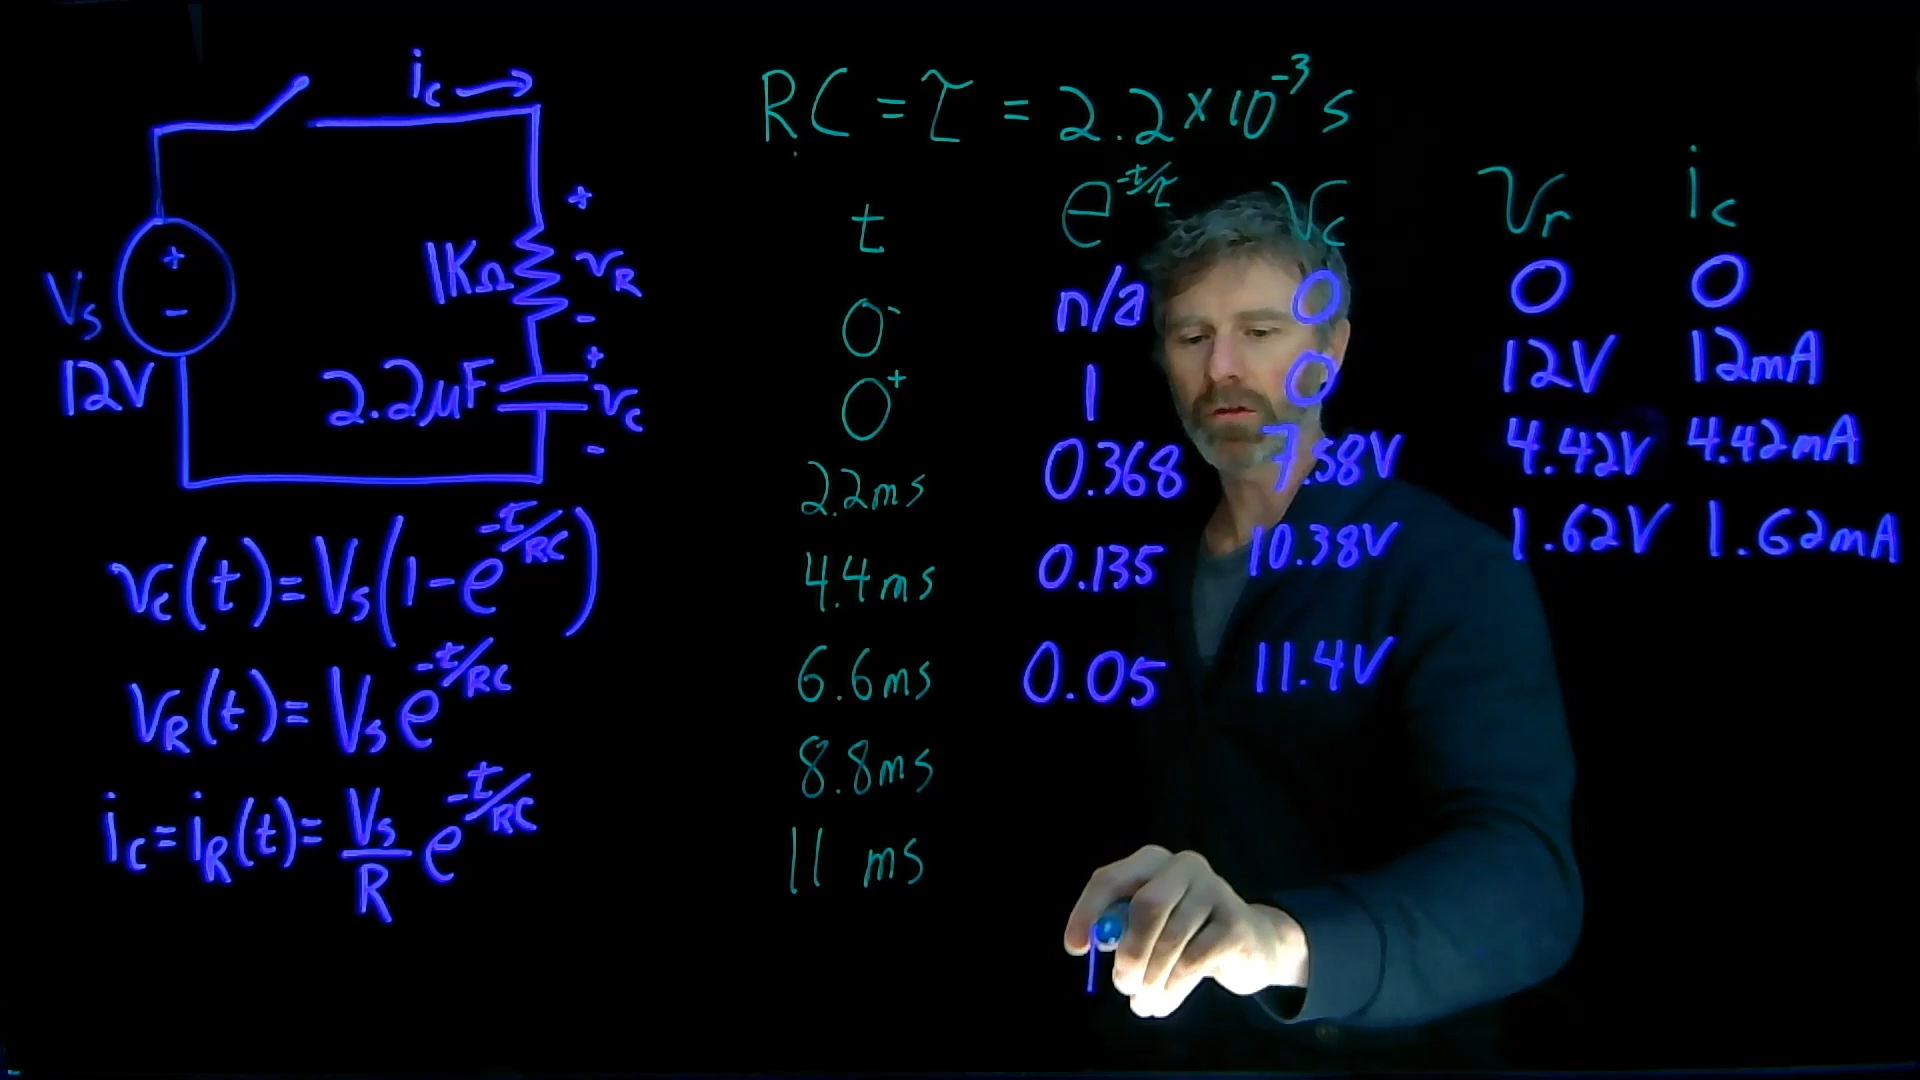 i_c →
+
1KΩ
v_R
-
V_s
+
-
12V
2.2μF
+
v_c
-
v_c(t)=V_s(1-e^{-t/RC})
v_R(t)=V_s e^{-t/RC}
i_c=i_R(t)=V_s/R e^{-t/RC}
RC=τ=2.2×10^{-3} s
t e^{-t/τ} v_c v_r i_c
0^- n/a 0 0 0
0^+ 1 0 12V 12mA
2.2ms 0.368 7.58V 4.42V 4.42mA
4.4ms 0.135 10.38V 1.62V 1.62mA
6.6ms 0.05 11.4V
8.8ms
11 ms